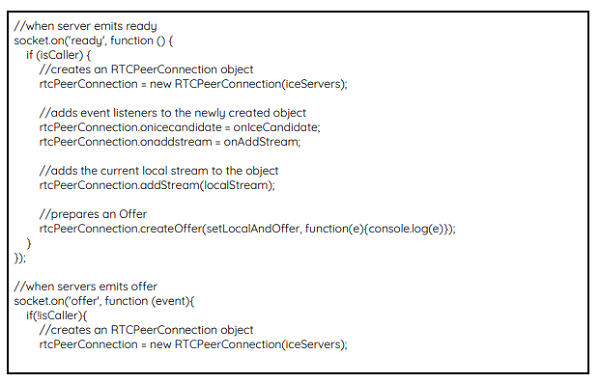 //when server emits ready
socket.on('ready', function () {
if (isCaller) {
//creates an RTCPeerConnection object
rtcPeerConnection = new RTCPeerConnection(iceServers);
//adds event listeners to the newly created object
rtcPeerConnection.onicecandidate = onIceCandidate;
rtcPeerConnection.onaddstream = onAddStream;
//adds the current local stream to the object
rtcPeerConnection.addStream(localStream);
//prepares an Offer
rtcPeerConnection.createOffer(setLocalAndOffer, function(e){console.log(e)});
}
});
//when servers emits offer
socket.on('offer', function (event){
if(!isCaller){
//creates an RTCPeerConnection object
rtcPeerConnection = new RTCPeerConnection(iceServers);